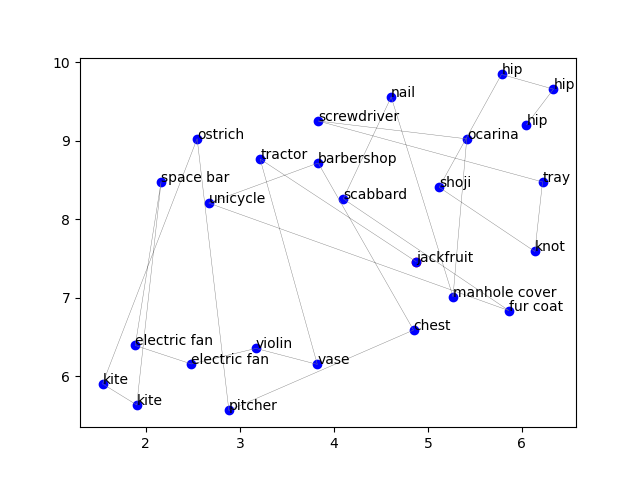 10
hip
hip
nail
hip
screwdriver
9
ostrich
ocarina
tractor
barbershop
space bar
shoji
tray
unicycle
scabbard
8
knot
jackfruit
7
manhole cover
fur coat
chest
electric fan
violin
electric fan
vase
6
kite
kite
pitcher
2
3
4
5
6